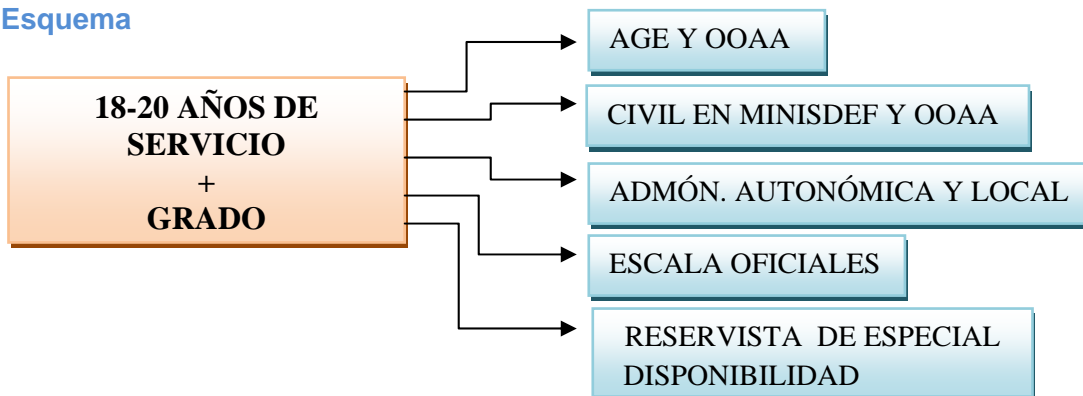 Esquema
18-20 AÑOS DE
SERVICIO
+
GRADO
AGE Y OOAA
CIVIL EN MINISDEF Y OOAA
ADMÓN. AUTONÓMICA Y LOCAL
ESCALA OFICIALES
RESERVISTA DE ESPECIAL
DISPONIBILIDAD